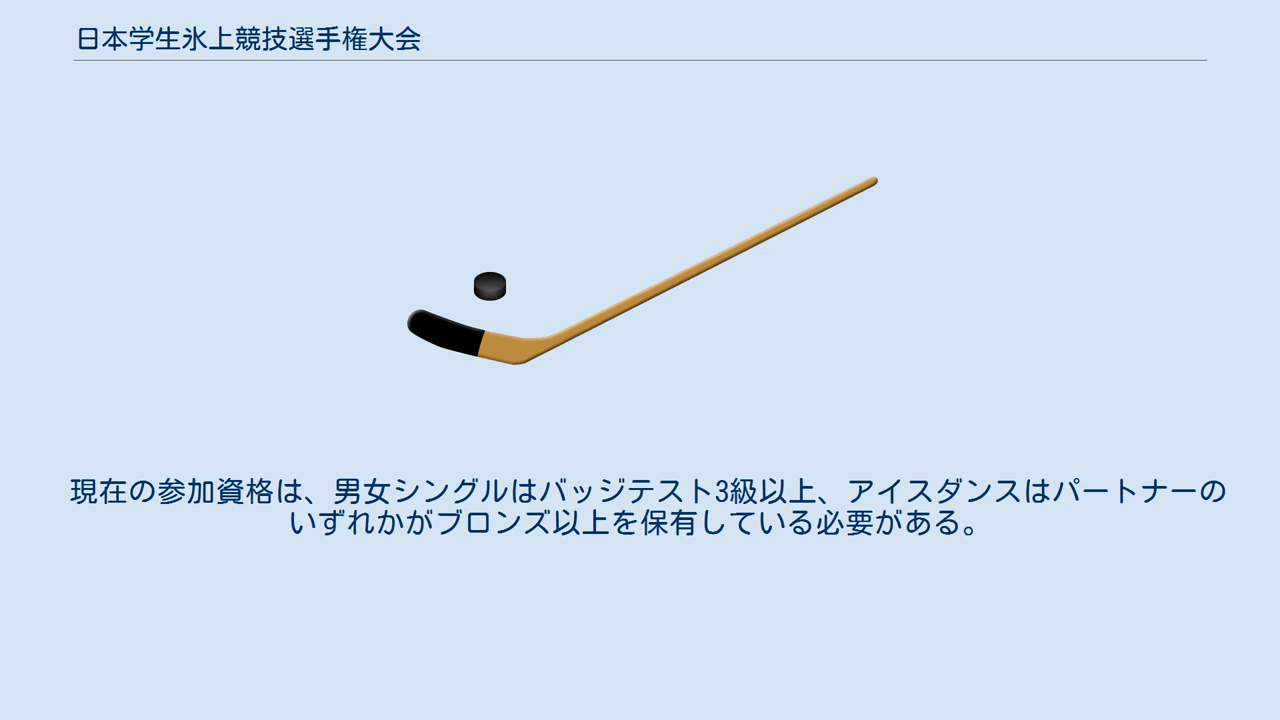 日本学生氷上競技選手権大会
現在の参加資格は、男女シングルはバッジテスト3級以上、アイスダンスはパートナーの
いずれかがブロンズ以上を保有している必要がある。